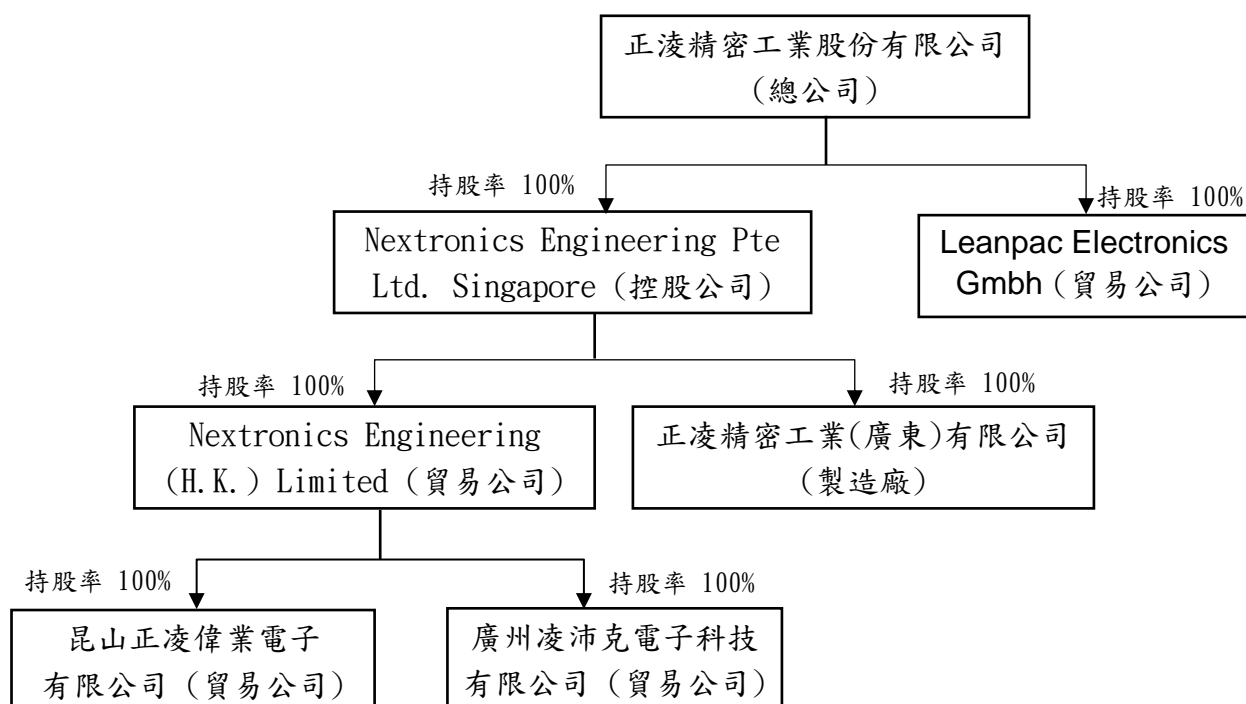 正淩精密工業股份有限公司
(總公司)
持股率 100%
持股率 100%
Nextronics Engineering Pte
Ltd. Singapore (控股公司)
Leanpac Electronics
Gmbh (貿易公司)
持股率 100%
持股率 100%
Nextronics Engineering
(H.K.) Limited (貿易公司)
正凌精密工業(廣東)有限公司
(製造廠)
持股率 100%
持股率 100%
昆山正凌偉業電子
有限公司 (貿易公司)
廣州凌沛克電子科技
有限公司 (貿易公司)